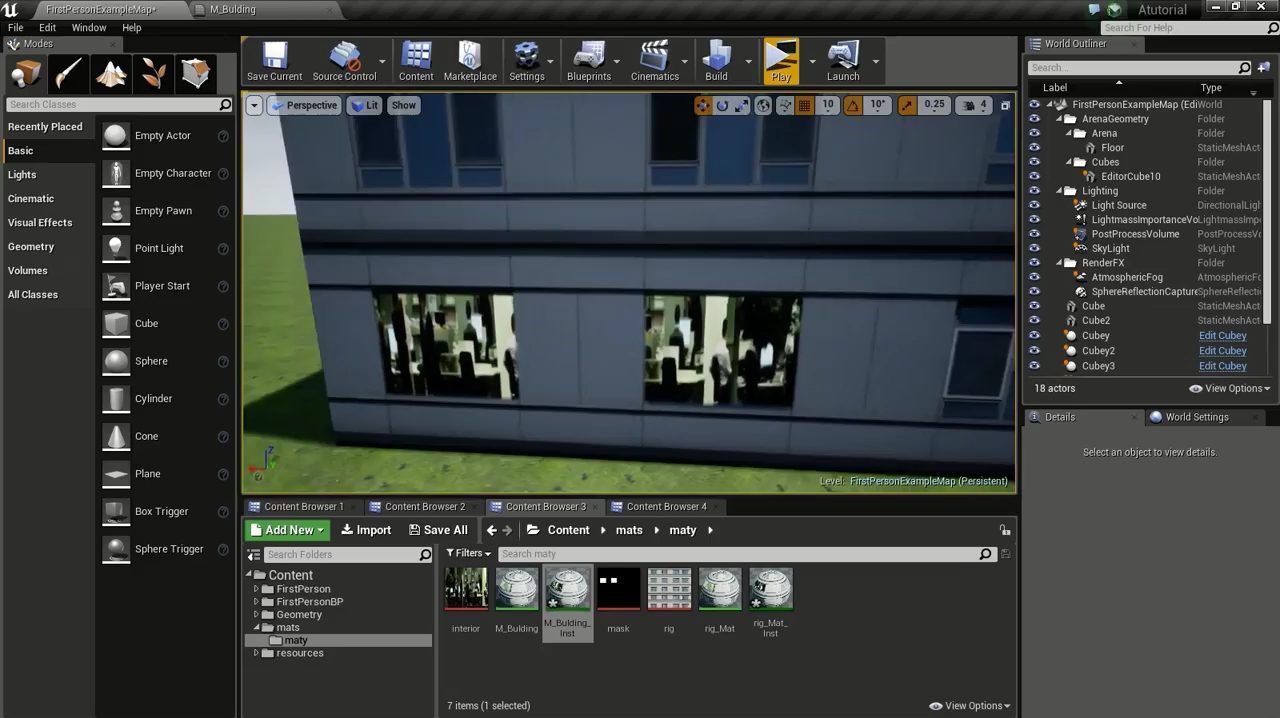 FirstPersonExampleMap*
M_Bulding
Atutorial
File
Edit
Window
Help
Search For Help
Modes
Search Classes
Recently Placed
Basic
Lights
Cinematic
Visual Effects
Geometry
Volumes
All Classes
Empty Actor
Empty Character
Empty Pawn
Point Light
Player Start
Cube
Sphere
Cylinder
Cone
Plane
Box Trigger
Sphere Trigger
Save Current
Source Control
Content
Marketplace
Settings
Blueprints
Cinematics
Build
Play
Launch
Perspective
Lit
Show
10
10°
0.25
4
Level: FirstPersonExampleMap (Persistent)
World Outliner
Search...
Label Type
FirstPersonExampleMap (Edi World
ArenaGeometry Folder
Arena Folder
Floor StaticMeshAct
Cubes Folder
EditorCube10 StaticMeshAct
Lighting Folder
Light Source DirectionalLigh
LightmassImportanceVo LightmassImpo
PostProcessVolume PostProcessVo
SkyLight SkyLight
RenderFX Folder
AtmosphericFog AtmosphericFo
SphereReflectionCapture SphereReflecti
Cube StaticMeshAct
Cube2 StaticMeshAct
Cubey Edit Cubey
Cubey2 Edit Cubey
Cubey3 Edit Cubey
18 actors
View Options
Details
World Settings
Select an object to view details.
Content Browser 1
Content Browser 2
Content Browser 3
Content Browser 4
Add New
Import
Save All
Content
mats
maty
Search Folders
Filters
Search maty
Content
FirstPerson
FirstPersonBP
Geometry
mats
maty
resources
interior
M_Bulding
M_Bulding_
Inst
mask
rig
rig_Mat
rig_Mat_
Inst
7 items (1 selected)
View Options